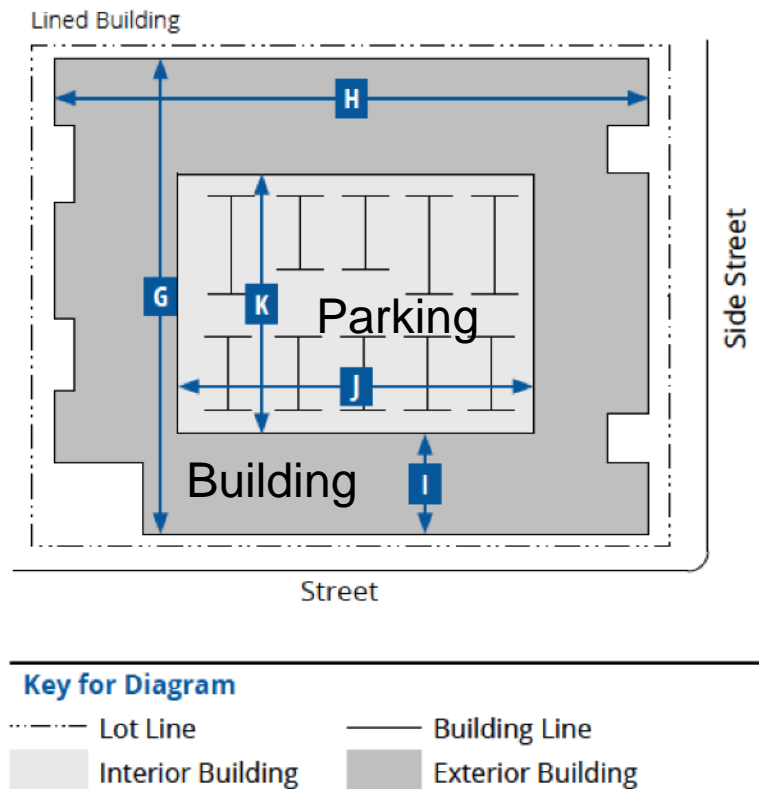 Lined Building
H
G
K
Parking
J
Building
I
Side Street
Street
Key for Diagram
Lot Line
Building Line
Interior Building
Exterior Building